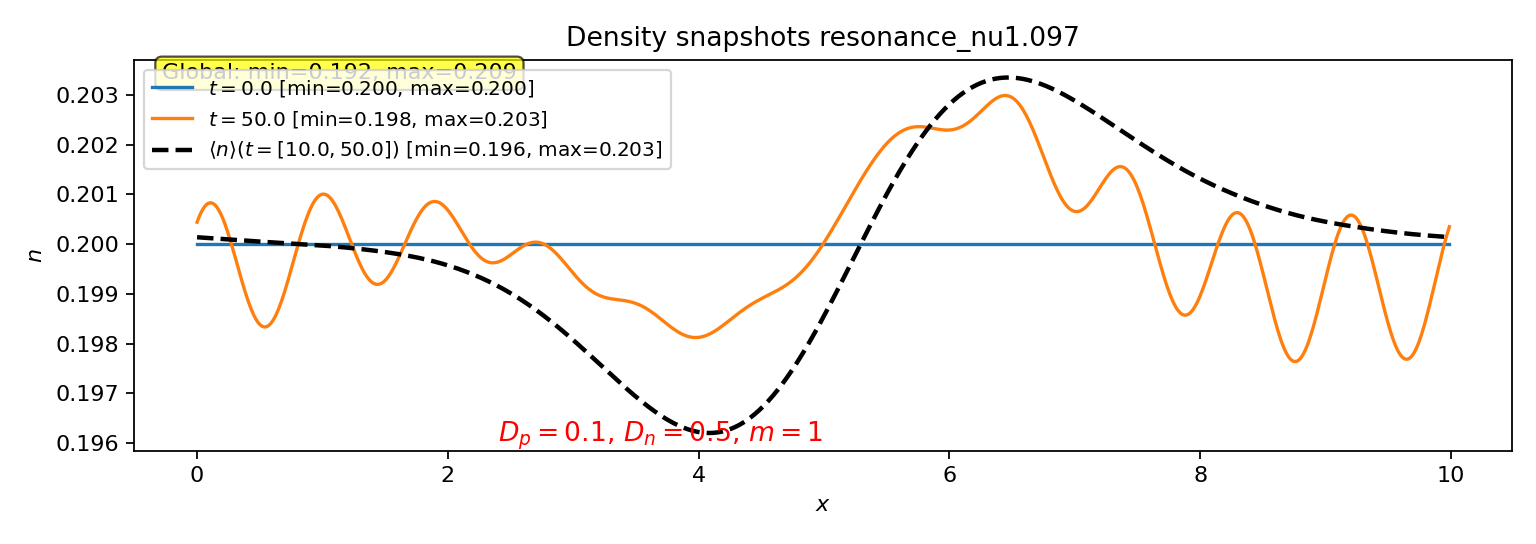 Density snapshots resonance_nu1.097
Global: min=0.192, max=0.209
t = 0.0 [min=0.200, max=0.200]
t = 50.0 [min=0.198, max=0.203]
⟨n⟩(t = [10.0, 50.0]) [min=0.196, max=0.203]
0.203
0.202
0.201
0.200
0.199
0.198
0.197
0.196
n
D_p = 0.1, D_n = 0.5, m = 1
0 2 4 6 8 10
x